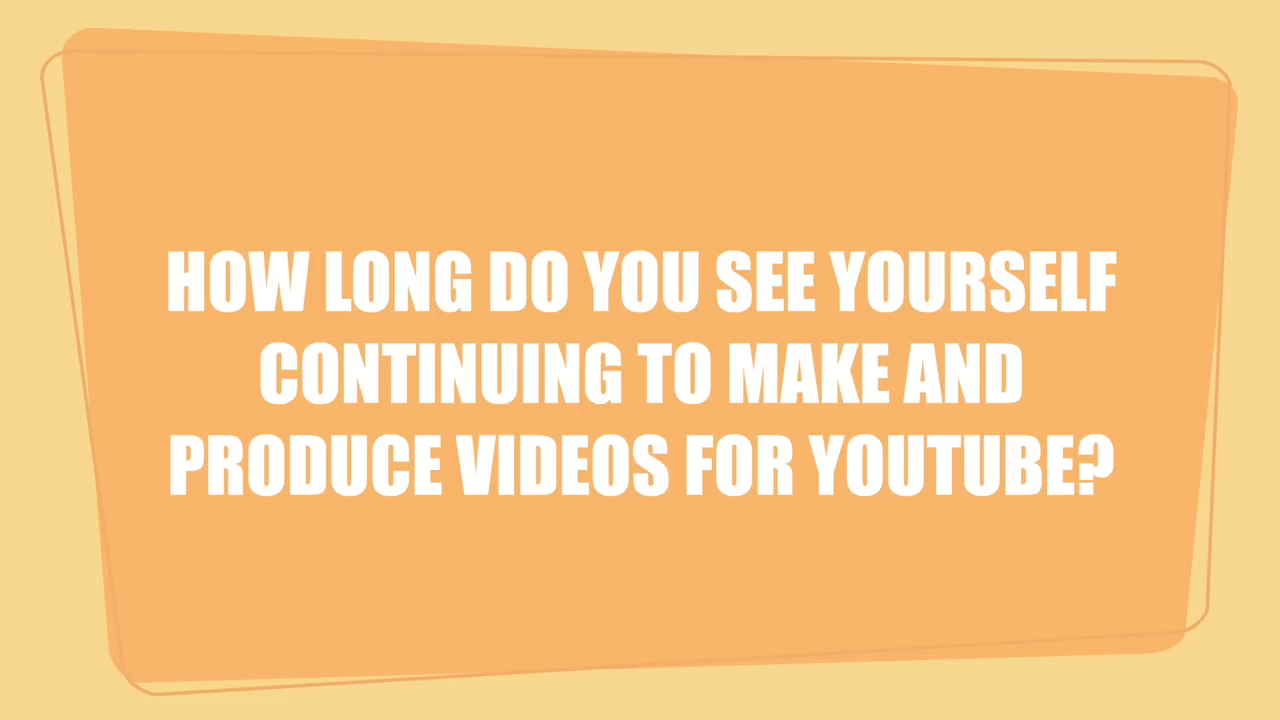 HOW LONG DO YOU SEE YOURSELF
CONTINUING TO MAKE AND
PRODUCE VIDEOS FOR YOUTUBE?